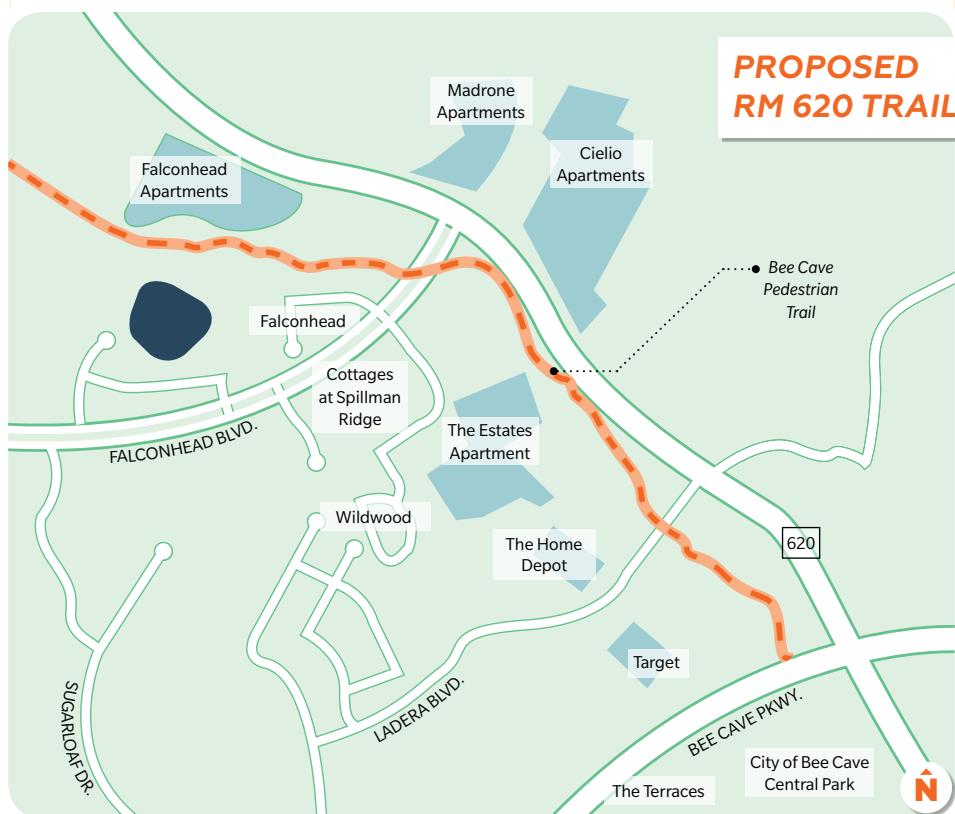 PROPOSED
RM 620 TRAIL
Madrone
Apartments
Cielio
Apartments
Falconhead
Apartments
Bee Cave
Pedestrian
Trail
Falconhead
Cottages
at Spillman
Ridge
FALCONHEAD BLVD.
The Estates
Apartment
Wildwood
The Home
Depot
620
Target
SUGARLOAF DR.
LADERA BLVD.
BEE CAVE PKWY.
City of Bee Cave
Central Park
The Terraces
N